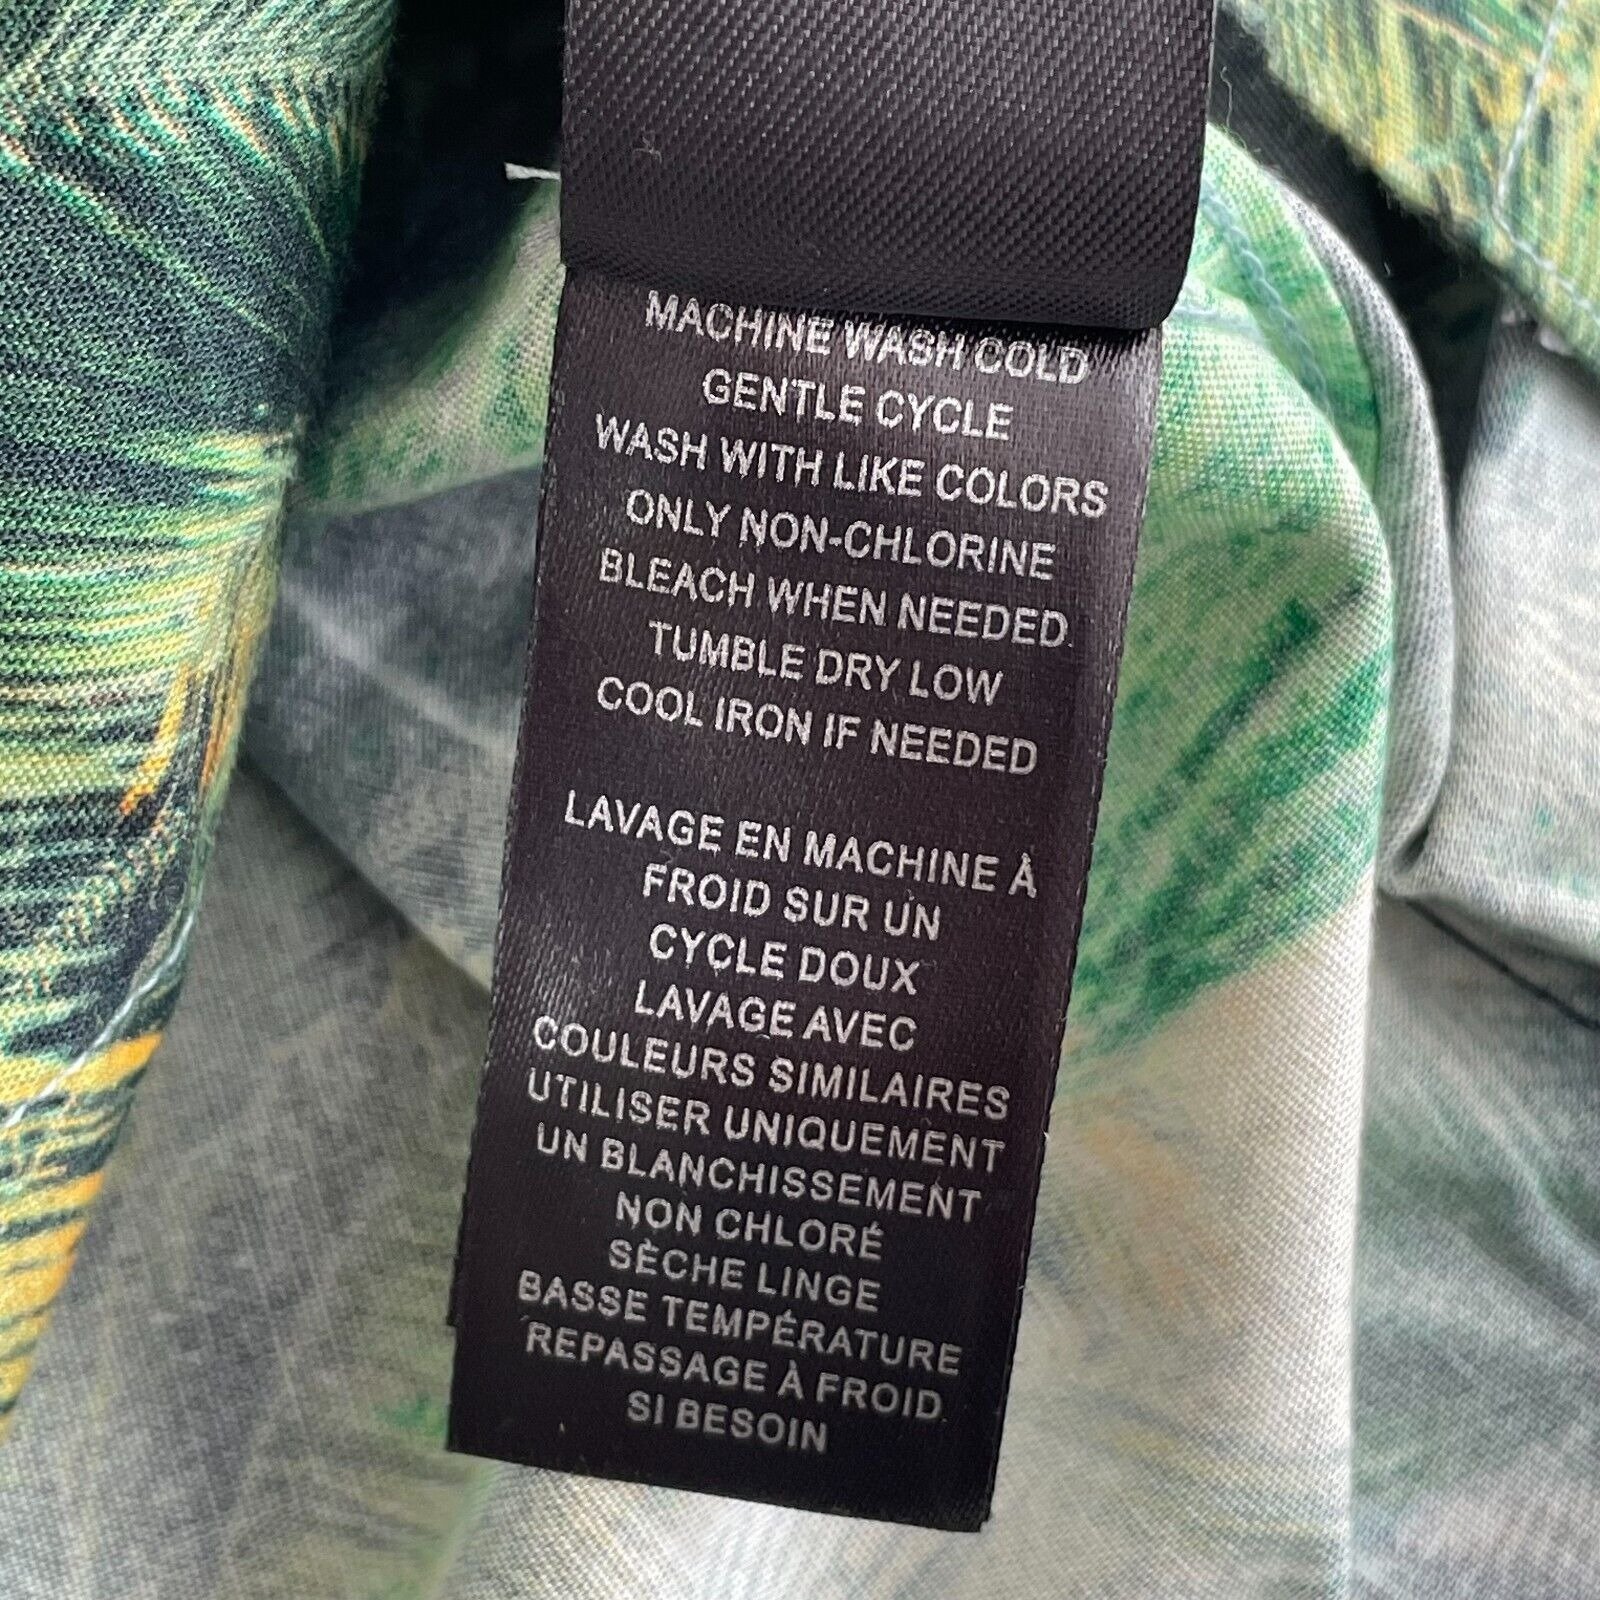 MACHINE WASH COLD
GENTLE CYCLE
WASH WITH LIKE COLORS
ONLY NON-CHLORINE
BLEACH WHEN NEEDED.
TUMBLE DRY LOW
COOL IRON IF NEEDED
LAVAGE EN MACHINE À
FROID SUR UN
CYCLE DOUX
LAVAGE AVEC
COULEURS SIMILAIRES
UTILISER UNIQUEMENT
UN BLANCHISSEMENT
NON CHLORÉ
SÈCHE LINGE
BASSE TEMPÉRATURE
REPASSAGE À FROID
SI BESOIN